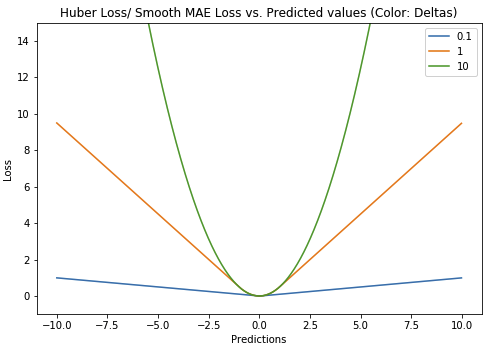 Huber Loss/ Smooth MAE Loss vs. Predicted values (Color: Deltas)
0.1
1
10
14
12
10
8
6
4
2
0
Loss
−10.0 −7.5 −5.0 −2.5 0.0 2.5 5.0 7.5 10.0
Predictions